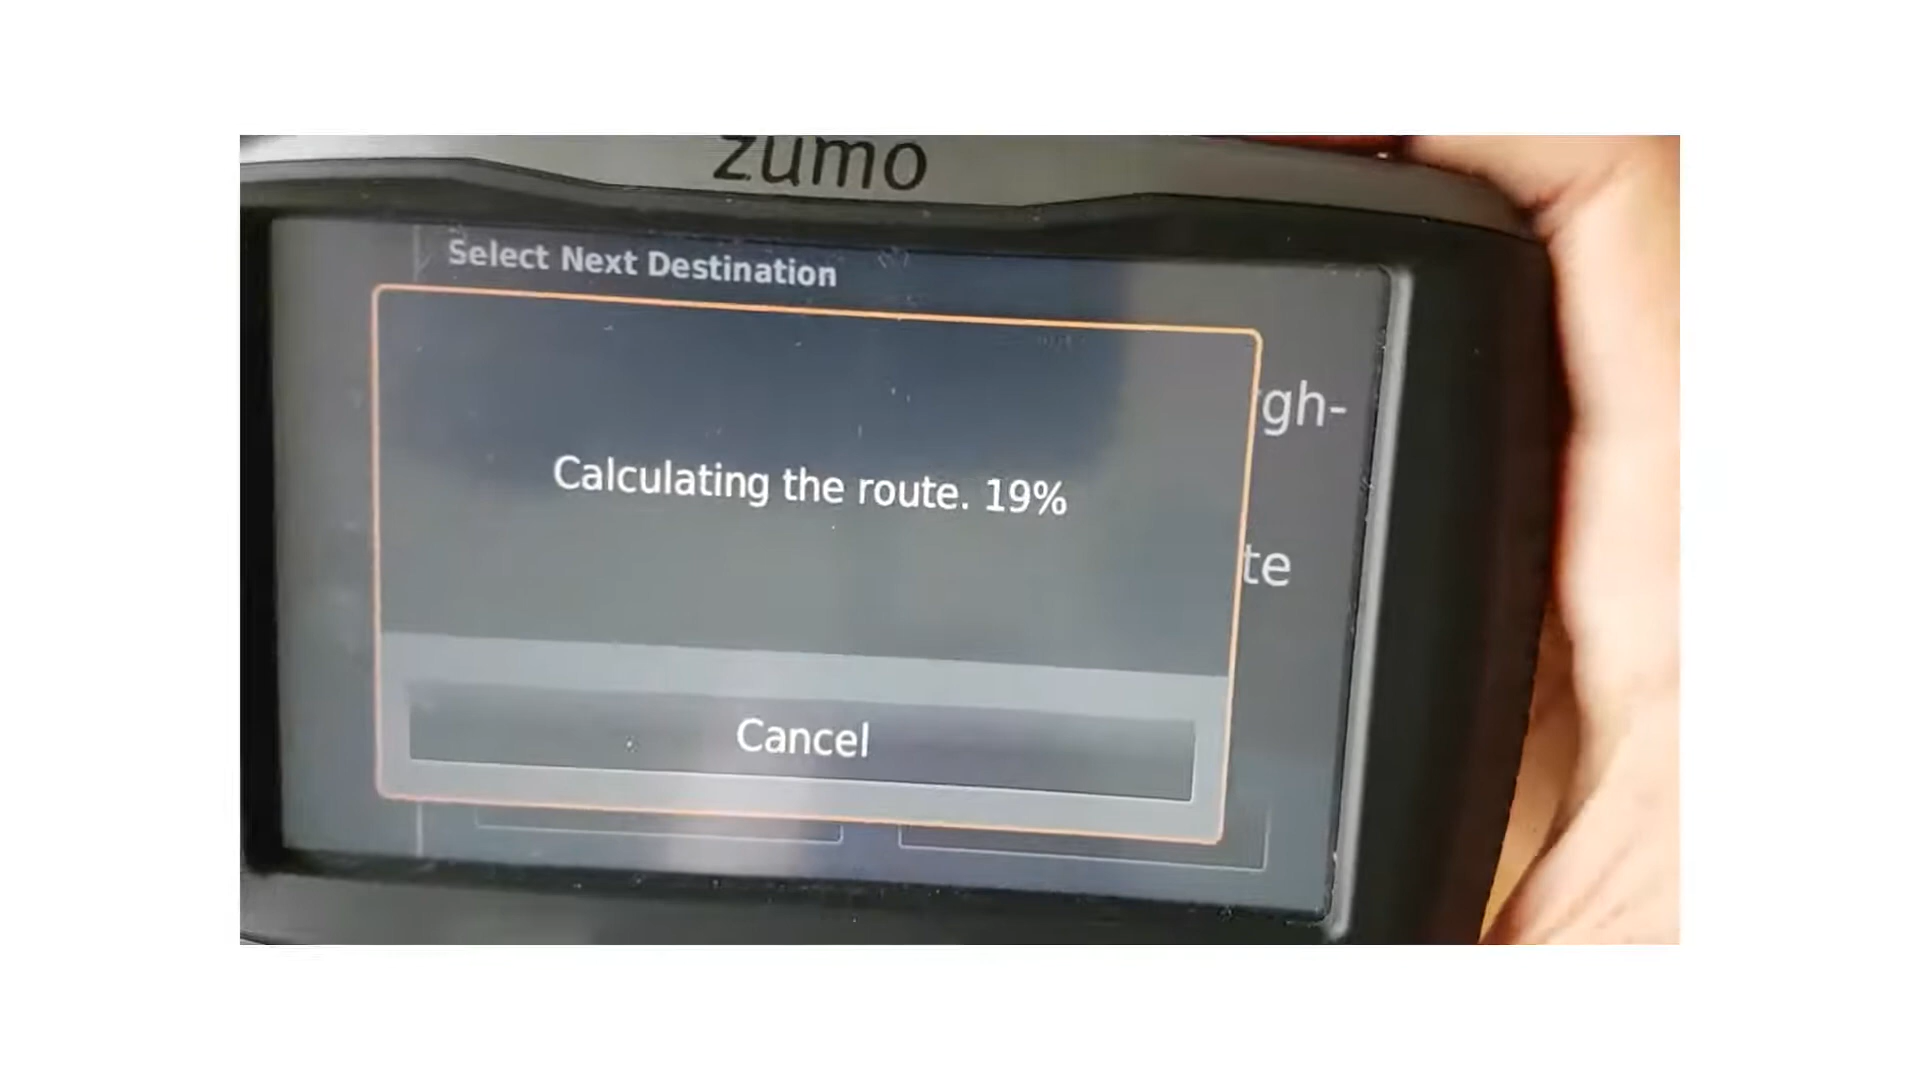 zumo
Select Next Destination
Calculating the route. 19%
Cancel